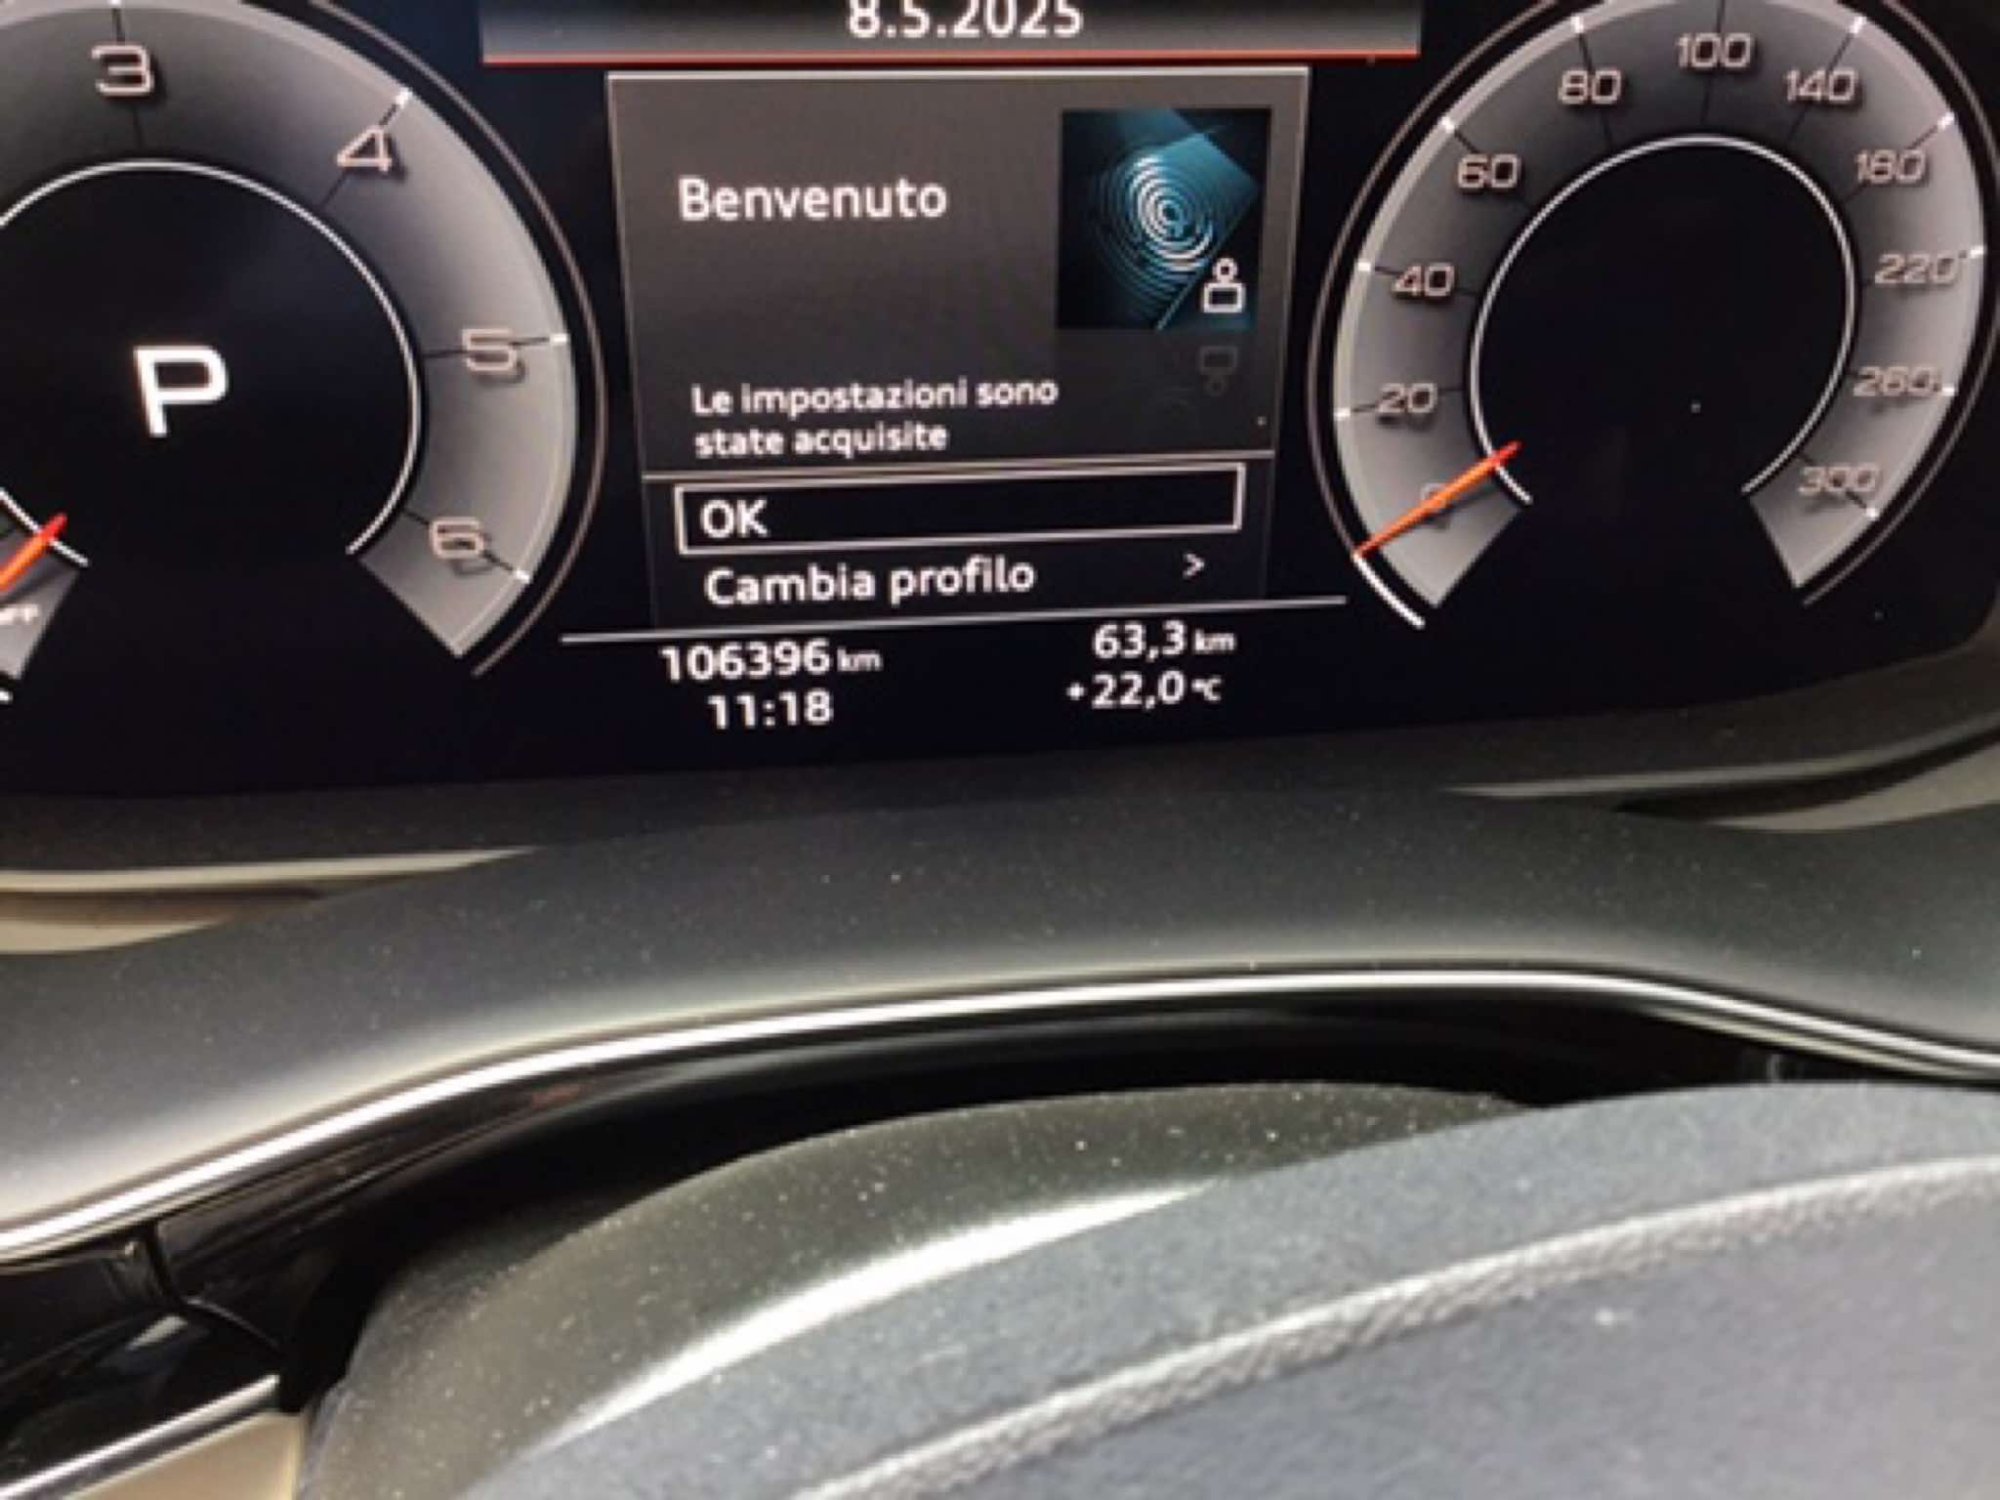 8.5.2025
3
4
5
6
P
Benvenuto
Le impostazioni sono
state acquisite
OK
Cambia profilo >
106396 km
63,3 km
11:18
+22,0 °C
0
20
40
60
80
100
140
180
220
260
300